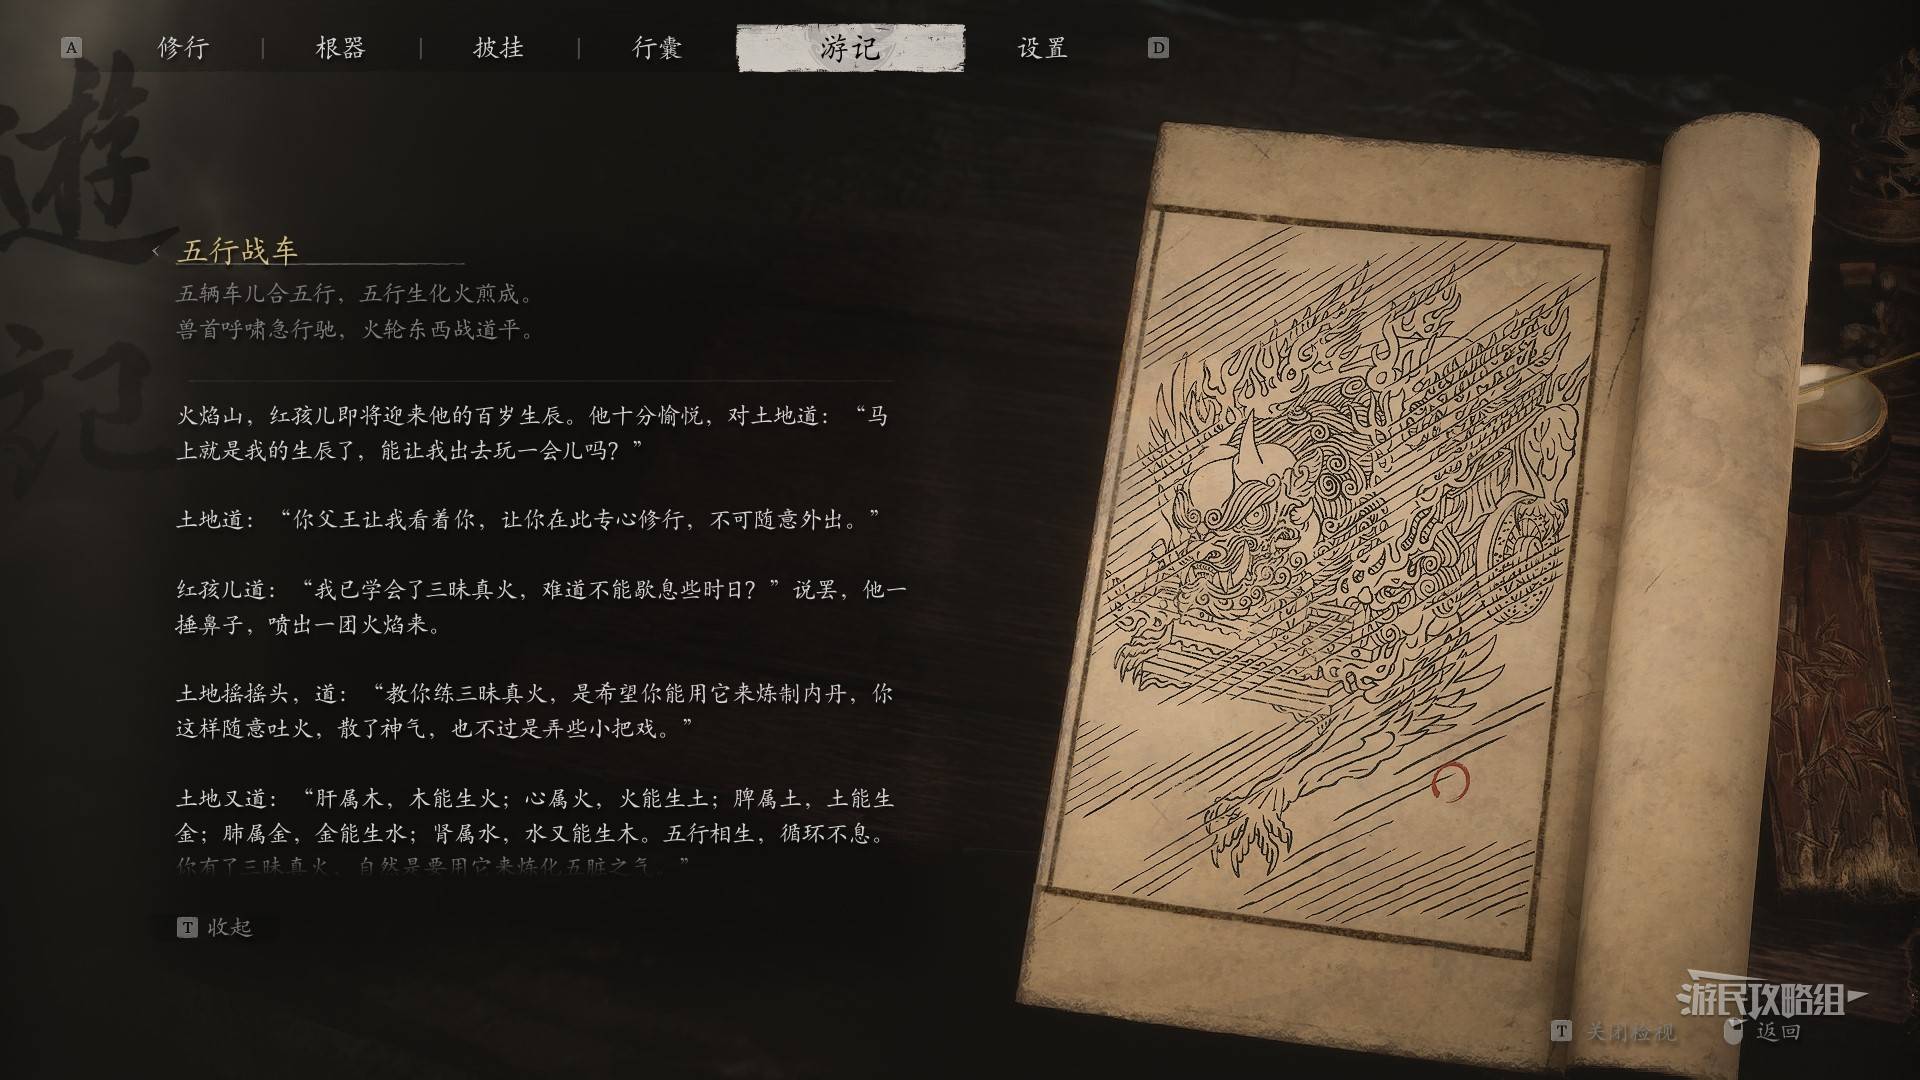 A 修行 | 根器 | 披挂 | 行囊 游记 设置 D
遊記
五行战车
五辆车儿合五行，五行生化火煎成。
兽首呼啸急行驰，火轮东西战道平。
火焰山，红孩儿即将迎来他的百岁生辰。他十分愉悦，对土地道：“马
上就是我的生辰了，能让我出去玩一会儿吗？”
土地道：“你父王让我看着你，让你在此专心修行，不可随意外出。”
红孩儿道：“我已学会了三昧真火，难道不能歇息些时日？”说罢，他一
捶鼻子，喷出一团火焰来。
土地摇摇头，道：“教你练三昧真火，是希望你能用它来炼制内丹，你
这样随意吐火，散了神气，也不过是弄些小把戏。”
土地又道：“肝属木，木能生火；心属火，火能生土；脾属土，土能生
金；肺属金，金能生水；肾属水，水又能生木。五行相生，循环不息。
你有了三昧真火，自然是要用它来炼化五脏之气。”
T 收起
游民攻略组
T 关闭检视 返回